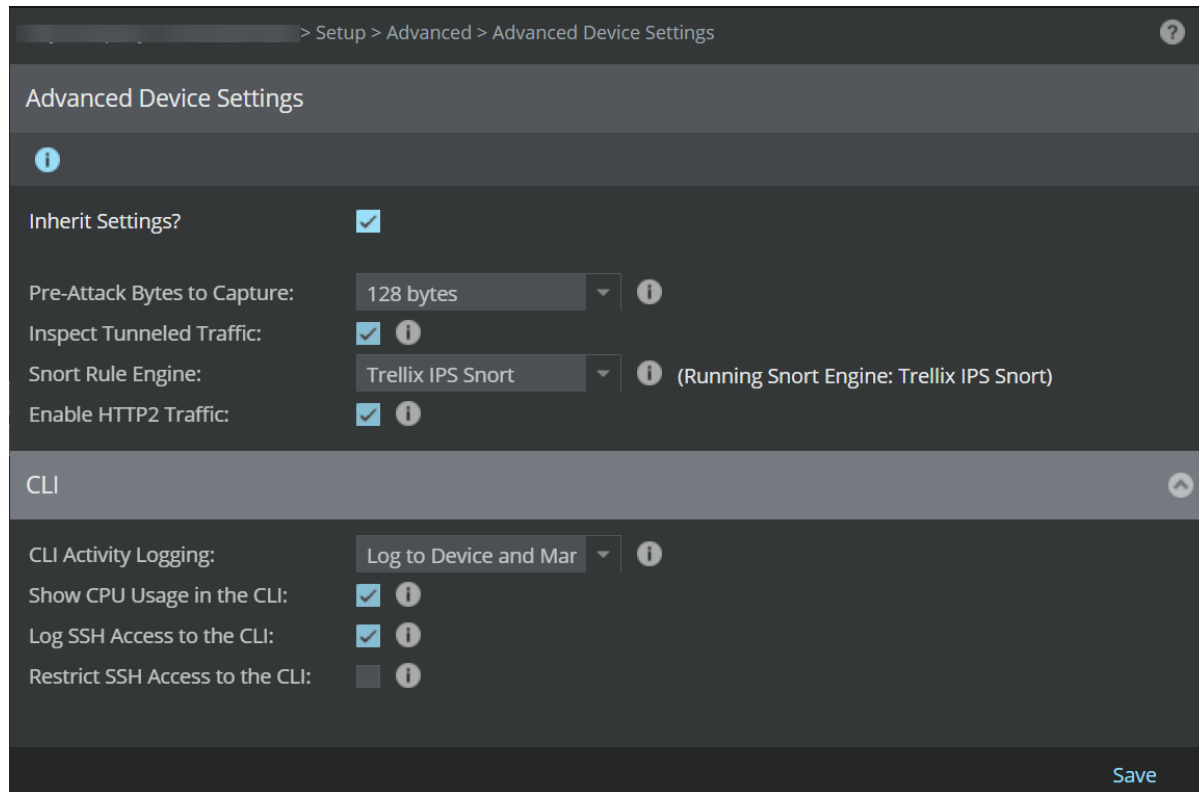 > Setup > Advanced > Advanced Device Settings
Advanced Device Settings
Inherit Settings?
Pre-Attack Bytes to Capture: 128 bytes
Inspect Tunneled Traffic:
Snort Rule Engine: Trellix IPS Snort (Running Snort Engine: Trellix IPS Snort)
Enable HTTP2 Traffic:
CLI
CLI Activity Logging: Log to Device and Mar
Show CPU Usage in the CLI:
Log SSH Access to the CLI:
Restrict SSH Access to the CLI:
Save